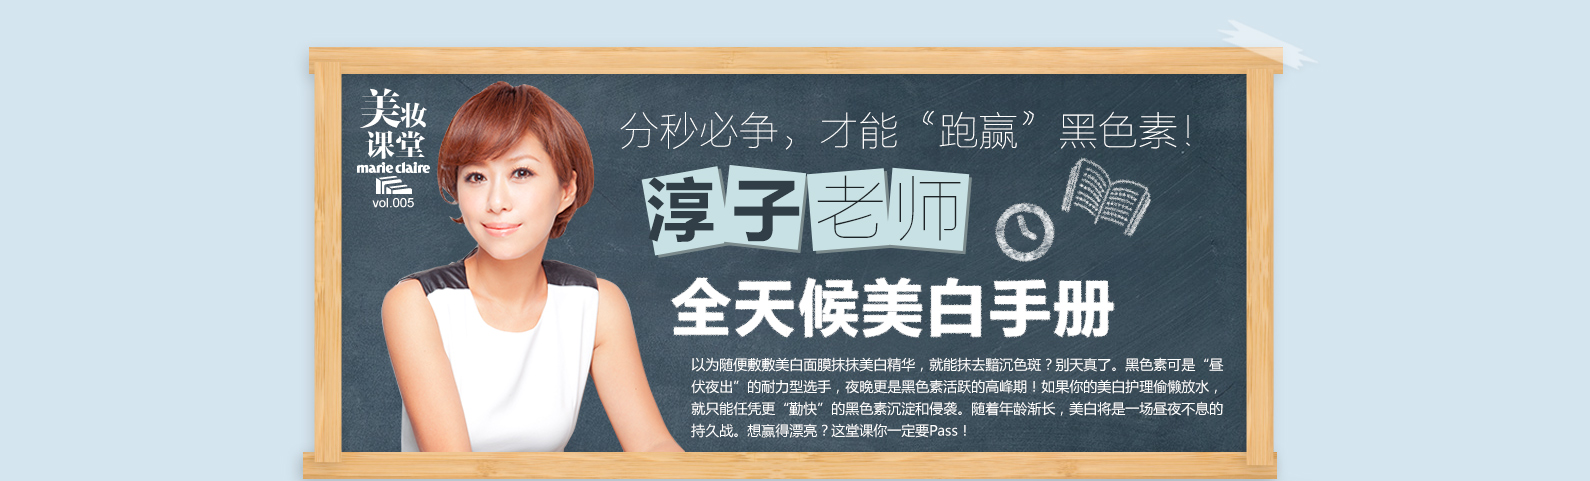 美妆
课堂
marie claire
vol.005
分秒必争，才能“跑赢”黑色素！
淳子老师
全天候美白手册
以为随便敷敷美白面膜抹抹美白精华，就能抹去黯沉色斑？别天真了。黑色素可是“昼
伏夜出”的耐力型选手，夜晚更是黑色素活跃的高峰期！如果你的美白护理偷懒放水，
就只能任凭更“勤快”的黑色素沉淀和侵袭。随着年龄渐长，美白将是一场昼夜不息的
持久战。想赢得漂亮？这堂课你一定要Pass！